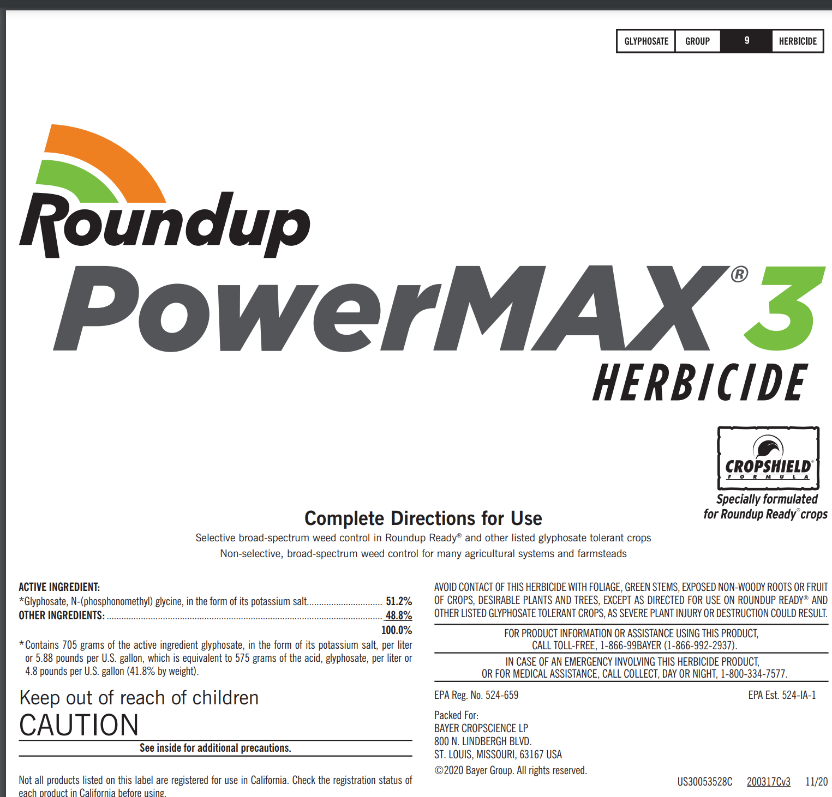 GLYPHOSATE GROUP 9 HERBICIDE
Roundup
PowerMAX® 3
HERBICIDE
CROPSHIELD®
FORMULA
Specially formulated
for Roundup Ready® crops
Complete Directions for Use
Selective broad-spectrum weed control in Roundup Ready® and other listed glyphosate tolerant crops
Non-selective, broad-spectrum weed control for many agricultural systems and farmsteads
ACTIVE INGREDIENT:
*Glyphosate, N-(phosphonomethyl) glycine, in the form of its potassium salt............................. 51.2%
OTHER INGREDIENTS: .................................................................................................. 48.8%
100.0%
*Contains 705 grams of the active ingredient glyphosate, in the form of its potassium salt, per liter
or 5.88 pounds per U.S. gallon, which is equivalent to 575 grams of the acid, glyphosate, per liter or
4.8 pounds per U.S. gallon (41.8% by weight).
Keep out of reach of children
CAUTION
See inside for additional precautions.
Not all products listed on this label are registered for use in California. Check the registration status of
each product in California before using.
AVOID CONTACT OF THIS HERBICIDE WITH FOLIAGE, GREEN STEMS, EXPOSED NON-WOODY ROOTS OR FRUIT
OF CROPS, DESIRABLE PLANTS AND TREES, EXCEPT AS DIRECTED FOR USE ON ROUNDUP READY® AND
OTHER LISTED GLYPHOSATE TOLERANT CROPS, AS SEVERE PLANT INJURY OR DESTRUCTION COULD RESULT.
FOR PRODUCT INFORMATION OR ASSISTANCE USING THIS PRODUCT,
CALL TOLL-FREE, 1-866-99BAYER (1-866-992-2937).
IN CASE OF AN EMERGENCY INVOLVING THIS HERBICIDE PRODUCT,
OR FOR MEDICAL ASSISTANCE, CALL COLLECT, DAY OR NIGHT, 1-800-334-7577.
EPA Reg. No. 524-659 EPA Est. 524-IA-1
Packed For:
BAYER CROPSCIENCE LP
800 N. LINDBERGH BLVD.
ST. LOUIS, MISSOURI, 63167 USA
©2020 Bayer Group. All rights reserved.
US30053528C 200317Cv3 11/20